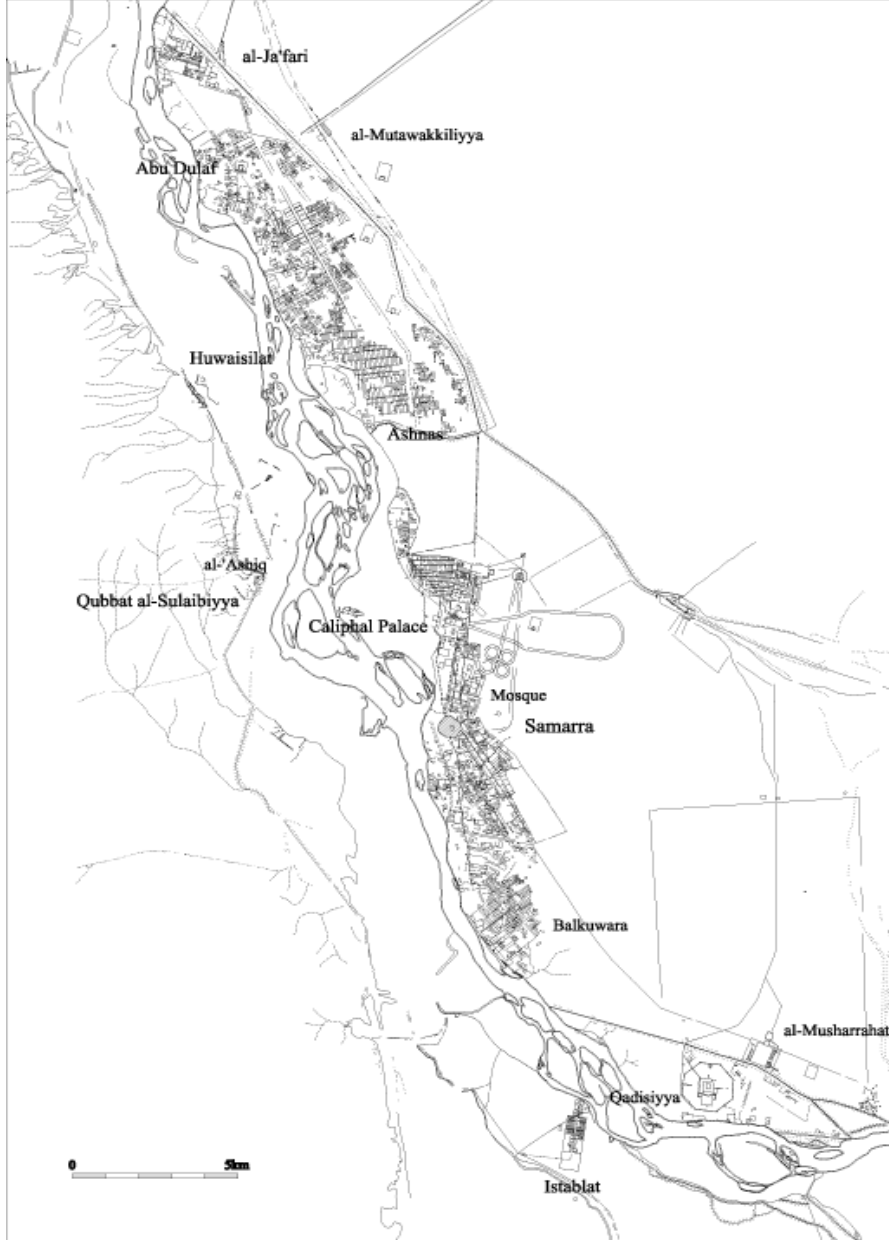 al-Ja'fari
al-Mutawakkiliyya
Abu Dulaf
Huwaisilat
Ashnas
al-'Ashiq
Qubbat al-Sulaibiyya
Caliphal Palace
Mosque
Samarra
Balkuwara
al-Musharrahat
Qadisiyya
0 5km
Istablat